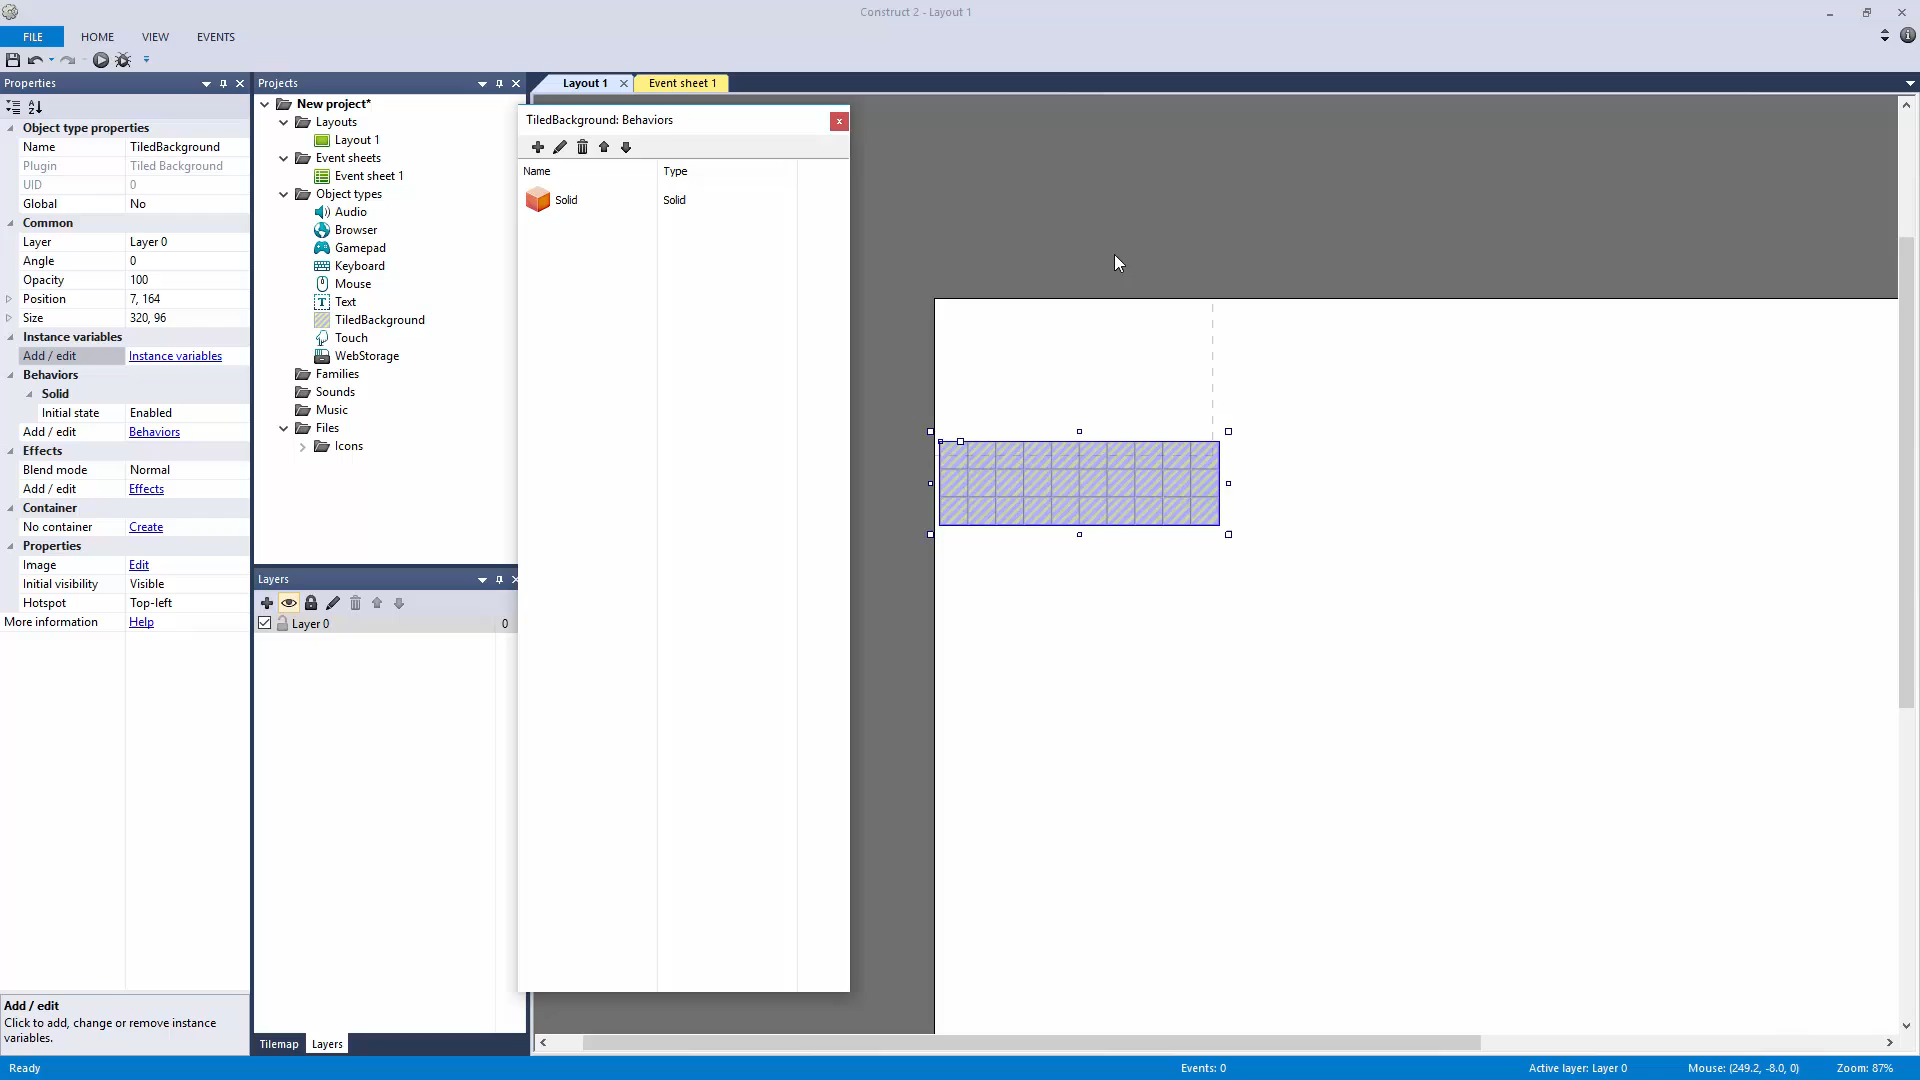 Construct 2 - Layout 1
FILE HOME VIEW EVENTS
Properties
Object type properties
Name TiledBackground
Plugin Tiled Background
UID 0
Global No
Common
Layer Layer 0
Angle 0
Opacity 100
Position 7, 164
Size 320, 96
Instance variables
Add / edit Instance variables
Behaviors
Solid
Initial state Enabled
Add / edit Behaviors
Effects
Blend mode Normal
Add / edit Effects
Container
No container Create
Properties
Image Edit
Initial visibility Visible
Hotspot Top-left
More information Help
Add / edit
Click to add, change or remove instance
variables.
Projects
New project*
Layouts
Layout 1
Event sheets
Event sheet 1
Object types
Audio
Browser
Gamepad
Keyboard
Mouse
Text
TiledBackground
Touch
WebStorage
Families
Sounds
Music
Files
Icons
Layers
Layer 0 0
Tilemap Layers
Layout 1 Event sheet 1
TiledBackground: Behaviors
Name Type
Solid Solid
Ready Events: 0 Active layer: Layer 0 Mouse: (249.2, -8.0, 0) Zoom: 87%